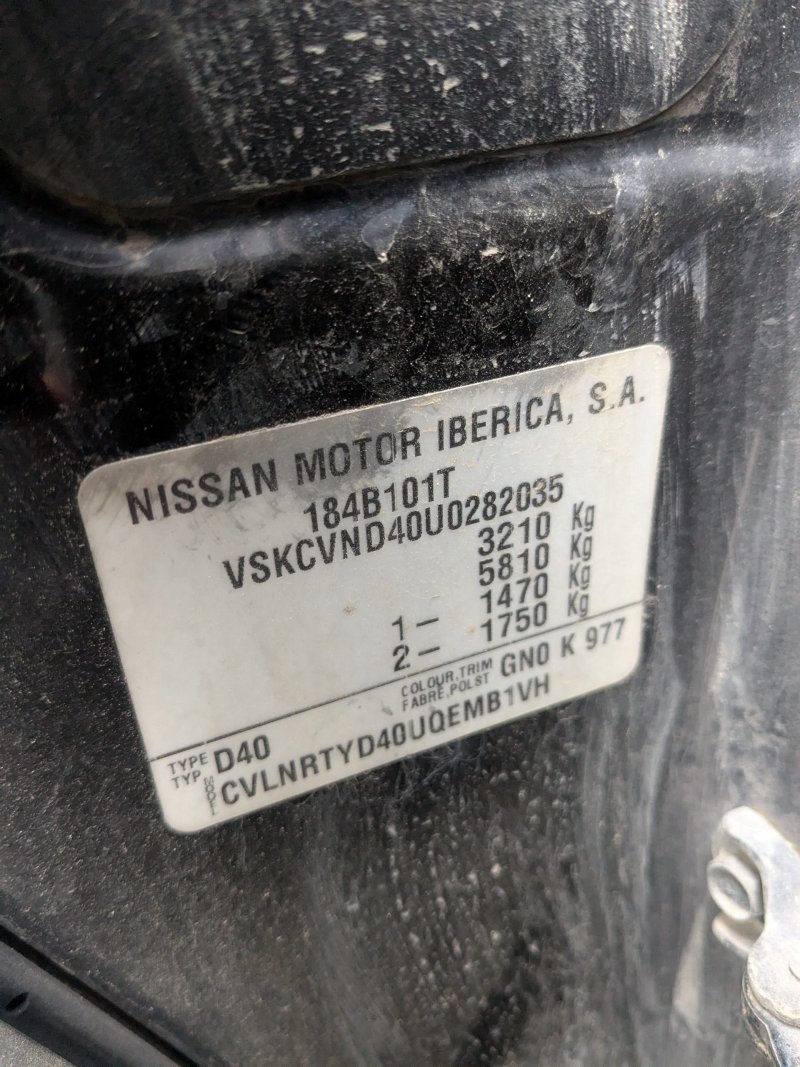 NISSAN MOTOR IBERICA, S.A.
184B101T
VSKCVND40U0282035
3210 Kg
5810 Kg
1 - 1470 Kg
2 - 1750 Kg
COLOUR,TRIM GN0 K 977
FABRE,POLST
TYPE D40
TYP
MODEL CVLNRTYD40UQEMB1VH